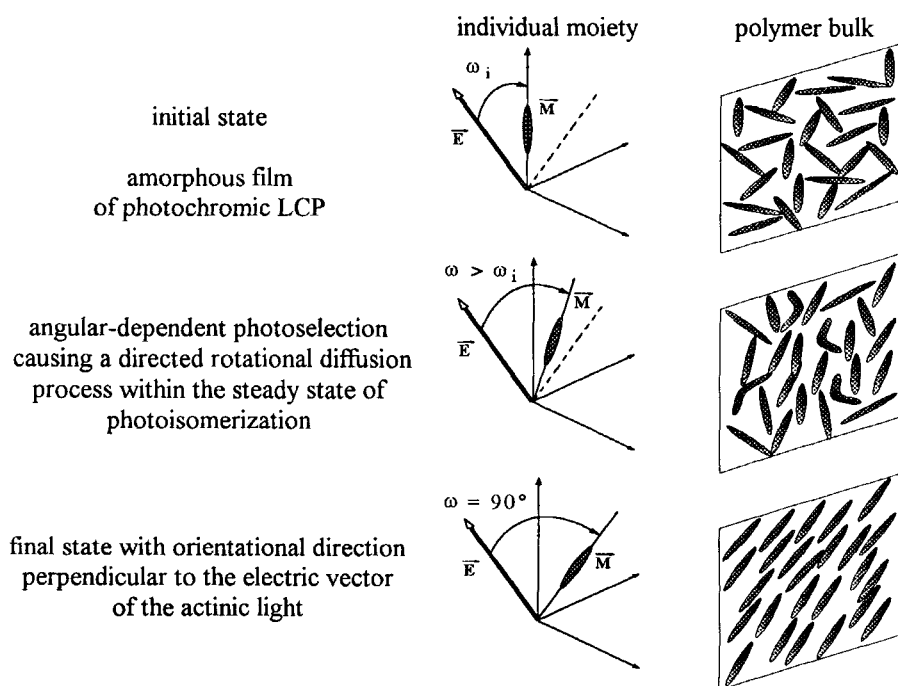 individual moiety
polymer bulk
initial state
amorphous film
of photochromic LCP
ω i
M
E
angular-dependent photoselection
causing a directed rotational diffusion
process within the steady state of
photoisomerization
ω > ω i
M
E
final state with orientational direction
perpendicular to the electric vector
of the actinic light
ω = 90°
M
E